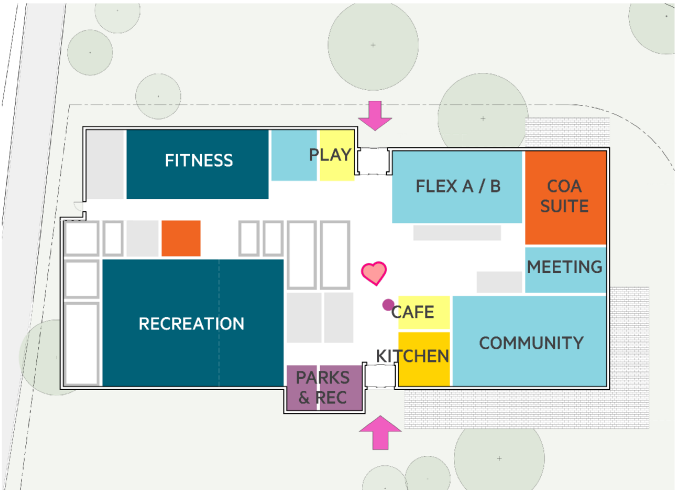 FITNESS
PLAY
FLEX A / B
COA
SUITE
MEETING
RECREATION
CAFE
COMMUNITY
KITCHEN
PARKS
& REC